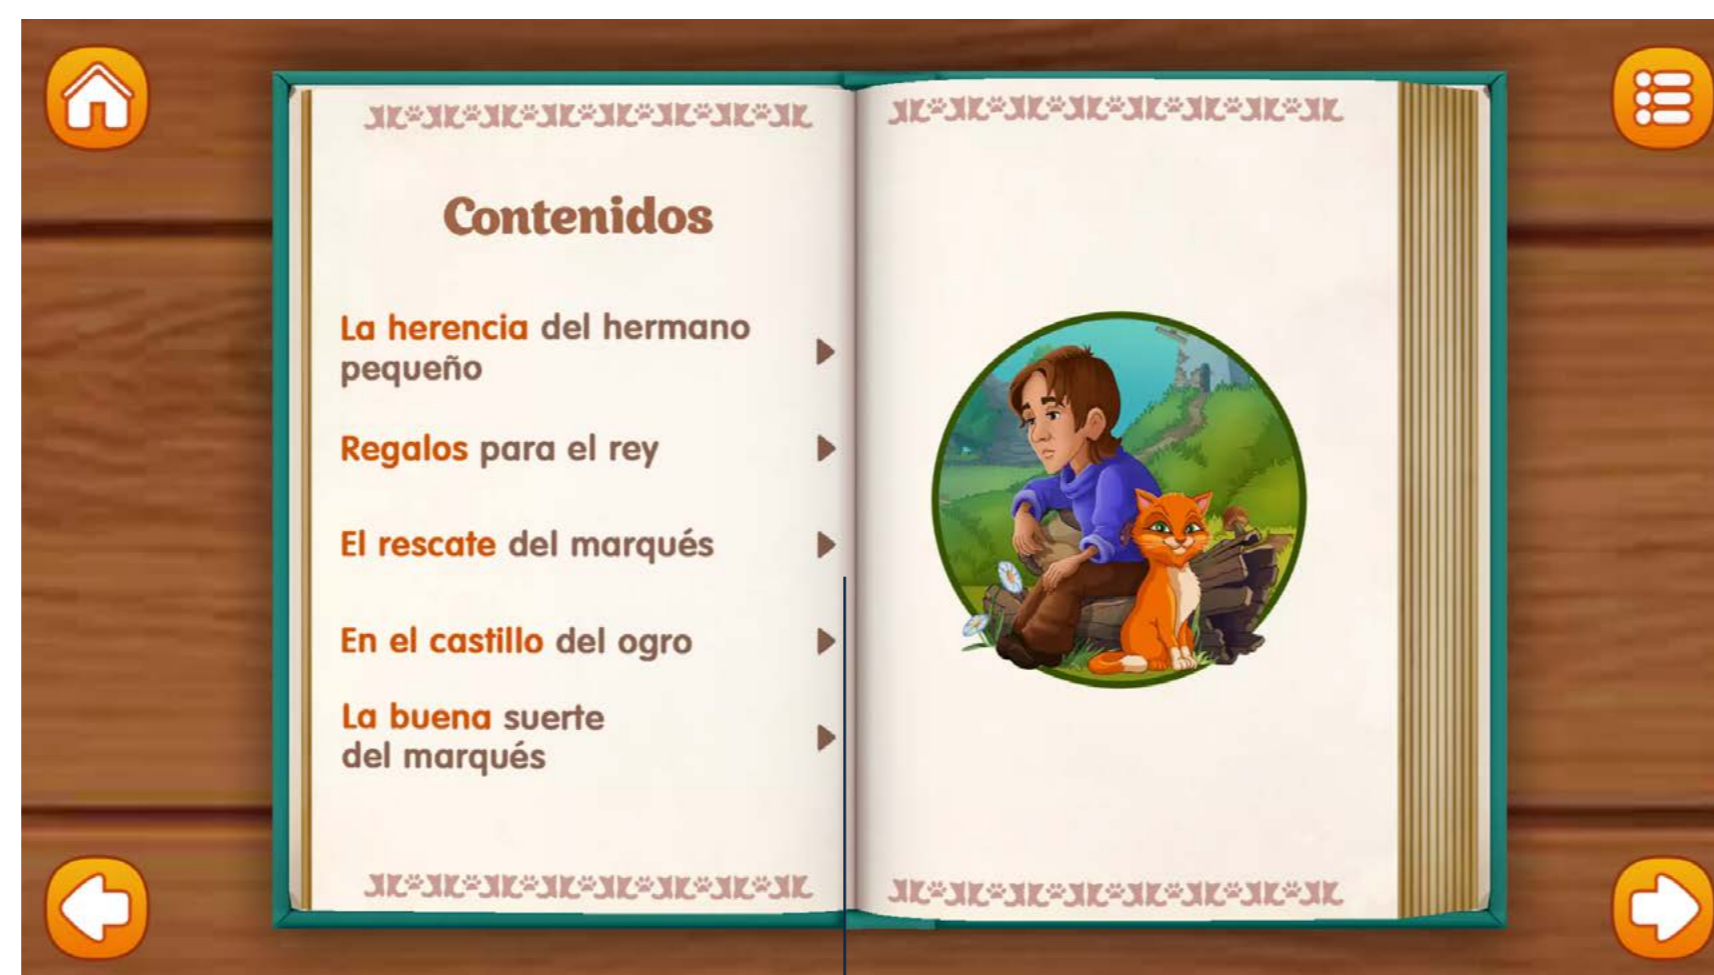 Contenidos
La herencia del hermano
pequeño
Regalos para el rey
El rescate del marqués
En el castillo del ogro
La buena suerte
del marqués